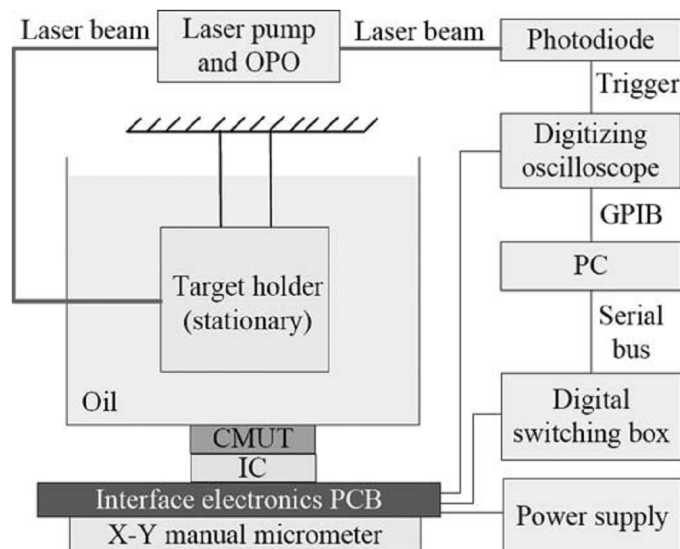 Laser beam
Laser pump
and OPO
Laser beam
Photodiode
Trigger
Digitizing
oscilloscope
GPIB
PC
Serial
bus
Target holder
(stationary)
Oil
Digital
switching box
CMUT
IC
Interface electronics PCB
Power supply
X-Y manual micrometer